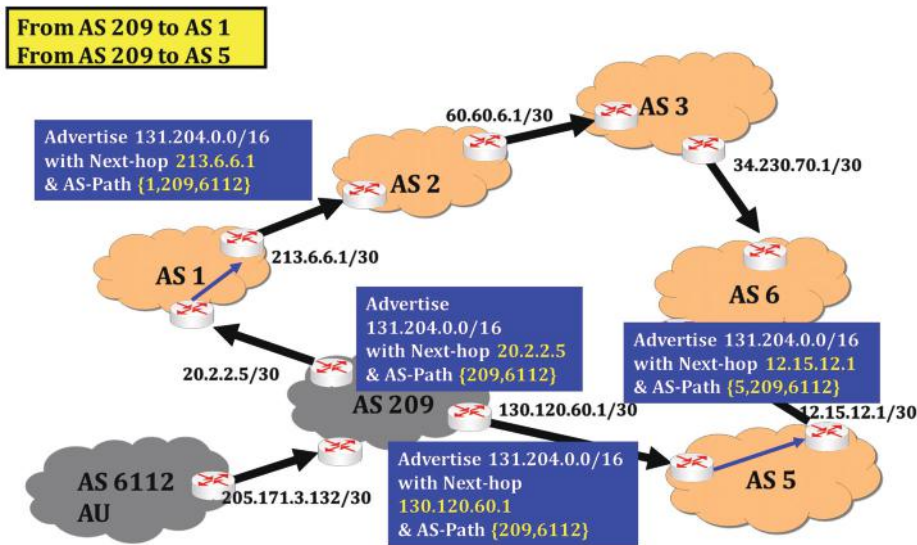 From AS 209 to AS 1
From AS 209 to AS 5
60.60.6.1/30
AS 3
Advertise 131.204.0.0/16
with Next-hop 213.6.6.1
& AS-Path {1,209,6112}
34.230.70.1/30
AS 2
213.6.6.1/30
AS 1
AS 6
Advertise
131.204.0.0/16
with Next-hop 20.2.2.5
& AS-Path {209,6112}
Advertise 131.204.0.0/16
with Next-hop 12.15.12.1
& AS-Path {5,209,6112}
20.2.2.5/30
AS 209
130.120.60.1/30
12.15.12.1/30
Advertise 131.204.0.0/16
with Next-hop
130.120.60.1
& AS-Path {209,6112}
AS 5
AS 6112
AU
205.171.3.132/30